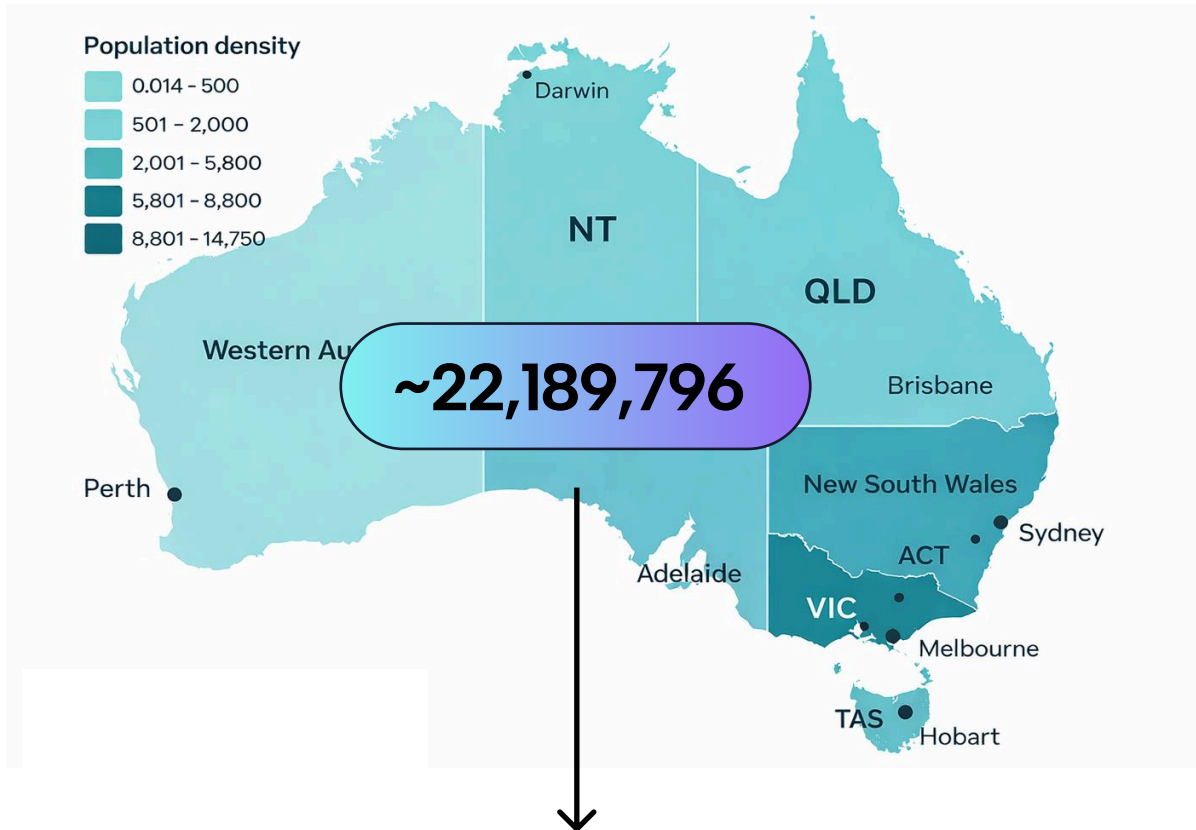 Population density
0.014 – 500
501 – 2,000
2,001 – 5,800
5,801 – 8,800
8,801 – 14,750
Darwin
NT
QLD
Western Au
~22,189,796
Brisbane
Perth
New South Wales
Sydney
ACT
Adelaide
VIC
Melbourne
TAS
Hobart